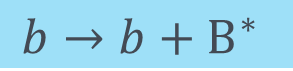 b → b + B*